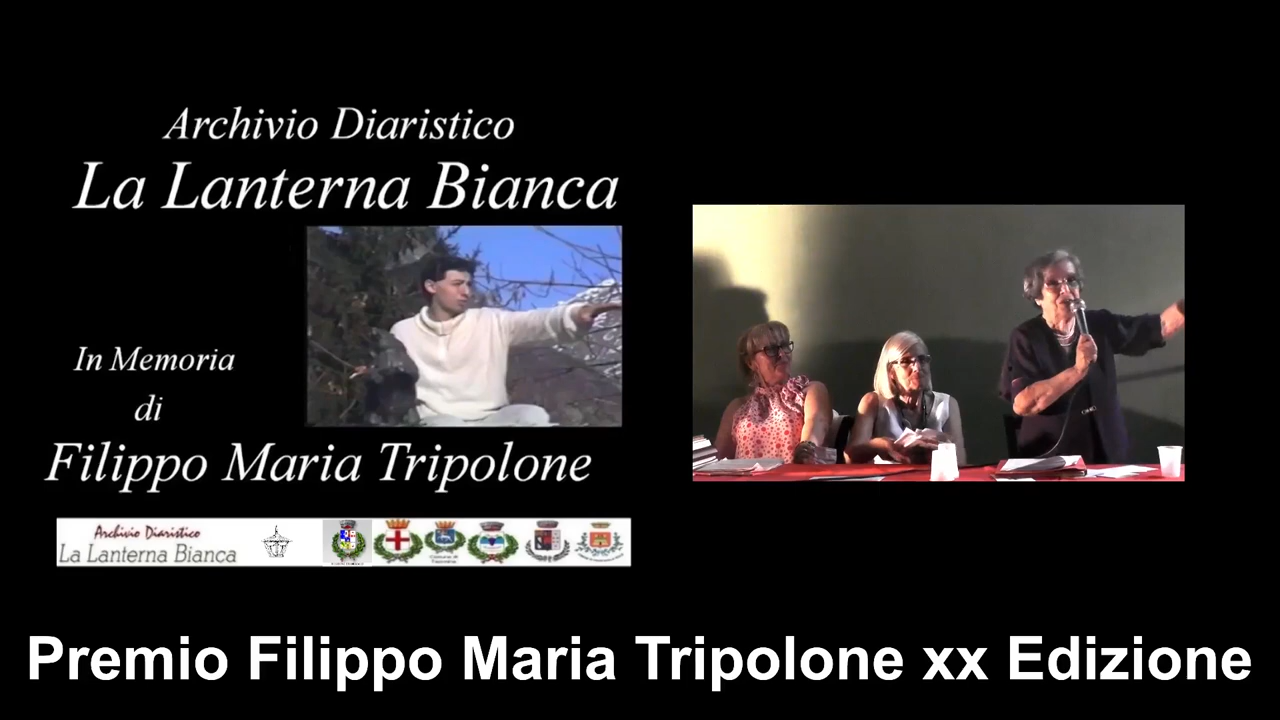 Archivio Diaristico
La Lanterna Bianca
In Memoria
di
Filippo Maria Tripolone
Archivio Diaristico
La Lanterna Bianca
Premio Filippo Maria Tripolone xx Edizione